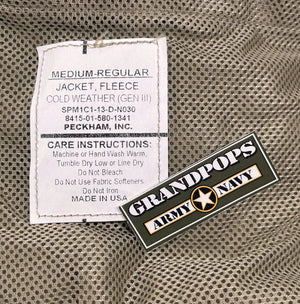 MEDIUM-REGULAR
JACKET, FLEECE
COLD WEATHER (GEN III)
SPM1C1-13-D-N030
8415-01-580-1341
PECKHAM, INC.
CARE INSTRUCTIONS:
Machine or Hand Wash Warm,
Tumble Dry Low or Line Dry
Do Not Bleach
Do Not Use Fabric Softeners
Do Not Iron.
MADE IN USA
GRANDPOPS
ARMY NAVY